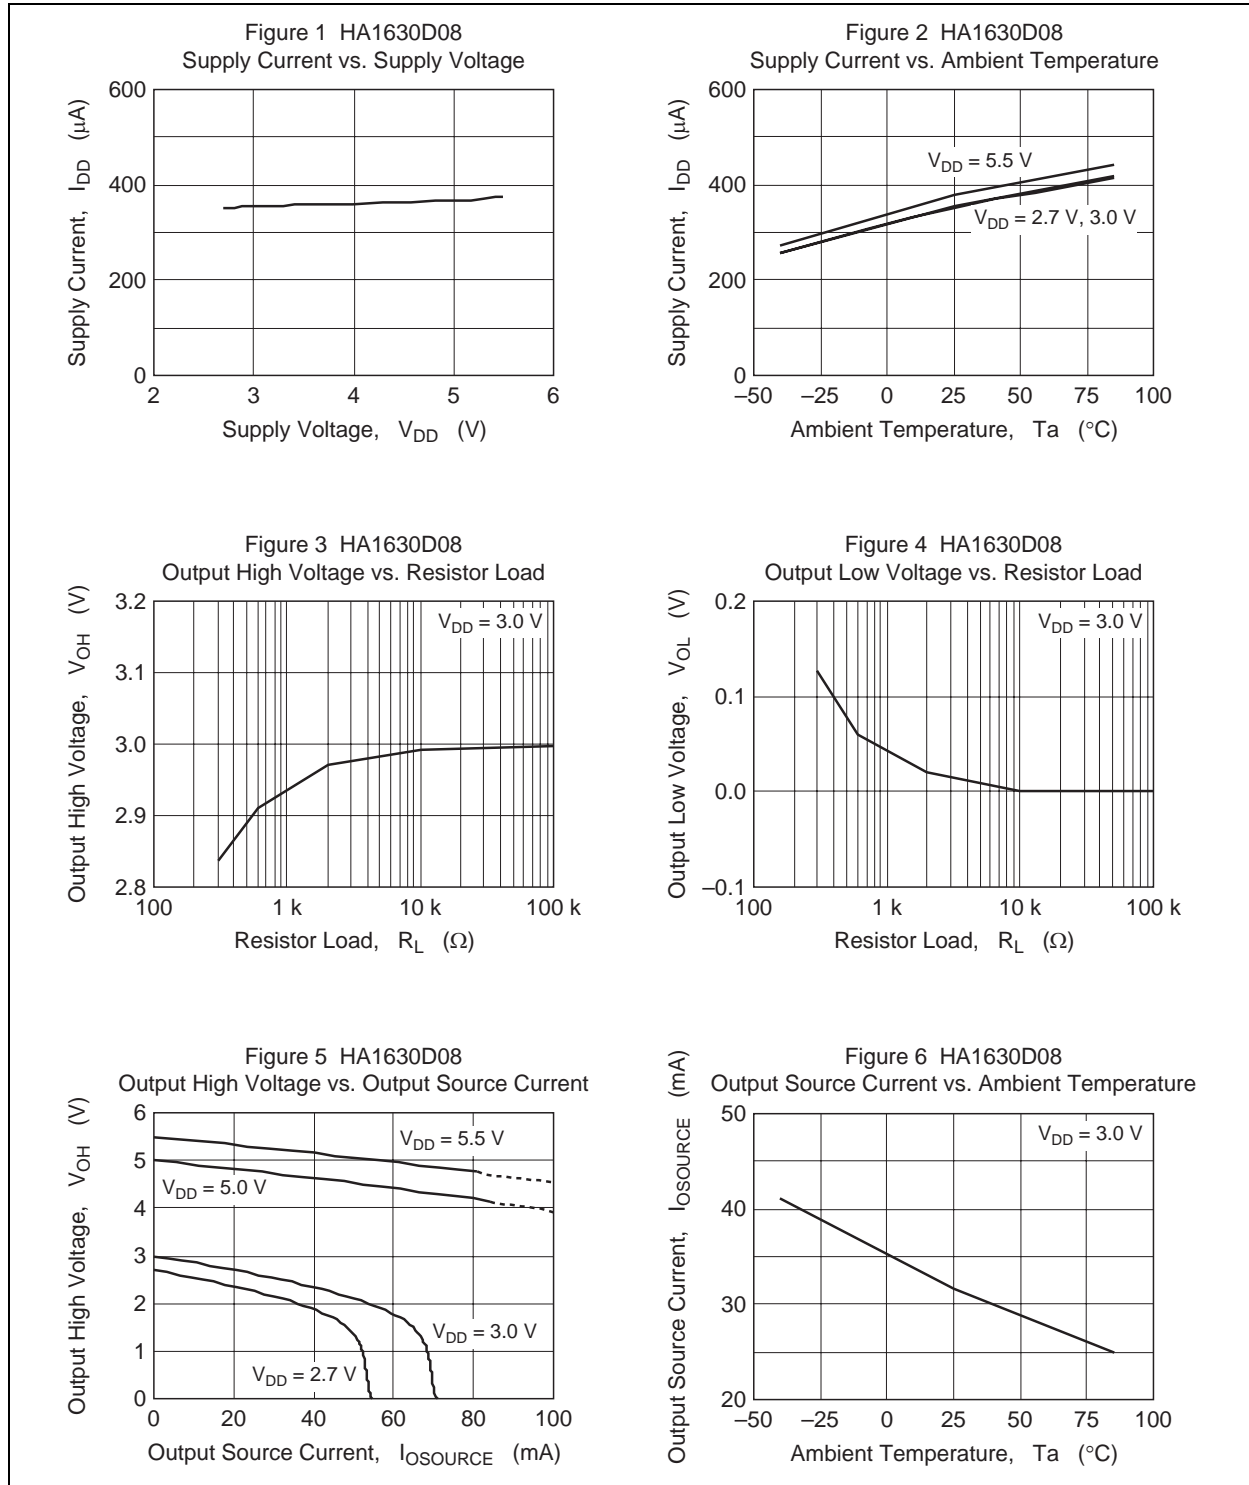 Figure 1 HA1630D08
Supply Current vs. Supply Voltage
Supply Current, IDD (µA)
600
400
200
0
2 3 4 5 6
Supply Voltage, VDD (V)
Figure 2 HA1630D08
Supply Current vs. Ambient Temperature
Supply Current, IDD (µA)
600
400
200
0
VDD = 5.5 V
VDD = 2.7 V, 3.0 V
–50 –25 0 25 50 75 100
Ambient Temperature, Ta (°C)
Figure 3 HA1630D08
Output High Voltage vs. Resistor Load
Output High Voltage, VOH (V)
3.2
3.1
3.0
2.9
2.8
VDD = 3.0 V
100 1 k 10 k 100 k
Resistor Load, RL (Ω)
Figure 4 HA1630D08
Output Low Voltage vs. Resistor Load
Output Low Voltage, VOL (V)
0.2
0.1
0.0
–0.1
VDD = 3.0 V
100 1 k 10 k 100 k
Resistor Load, RL (Ω)
Figure 5 HA1630D08
Output High Voltage vs. Output Source Current
Output High Voltage, VOH (V)
6
5
4
3
2
1
0
VDD = 5.5 V
VDD = 5.0 V
VDD = 3.0 V
VDD = 2.7 V
0 20 40 60 80 100
Output Source Current, IOSOURCE (mA)
Figure 6 HA1630D08
Output Source Current vs. Ambient Temperature
Output Source Current, IOSOURCE (mA)
50
40
30
20
VDD = 3.0 V
–50 –25 0 25 50 75 100
Ambient Temperature, Ta (°C)